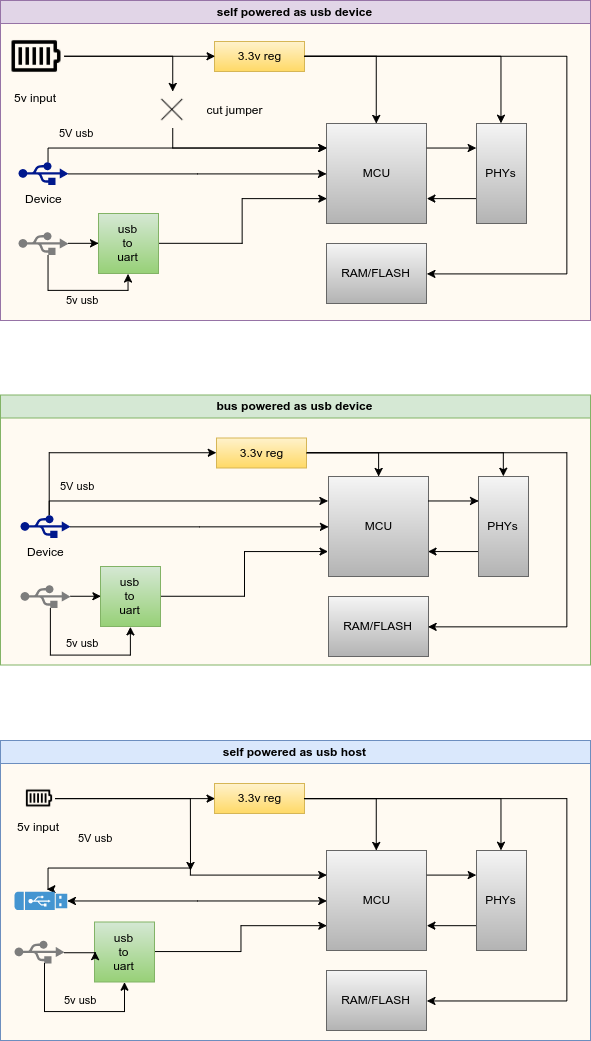 self powered as usb device
3.3v reg
5v input
cut jumper
5V usb
MCU
PHYs
Device
usb
to
uart
RAM/FLASH
5v usb
bus powered as usb device
3.3v reg
5V usb
MCU
PHYs
Device
usb
to
uart
RAM/FLASH
5v usb
self powered as usb host
3.3v reg
5v input
5V usb
MCU
PHYs
usb
to
uart
5v usb
RAM/FLASH